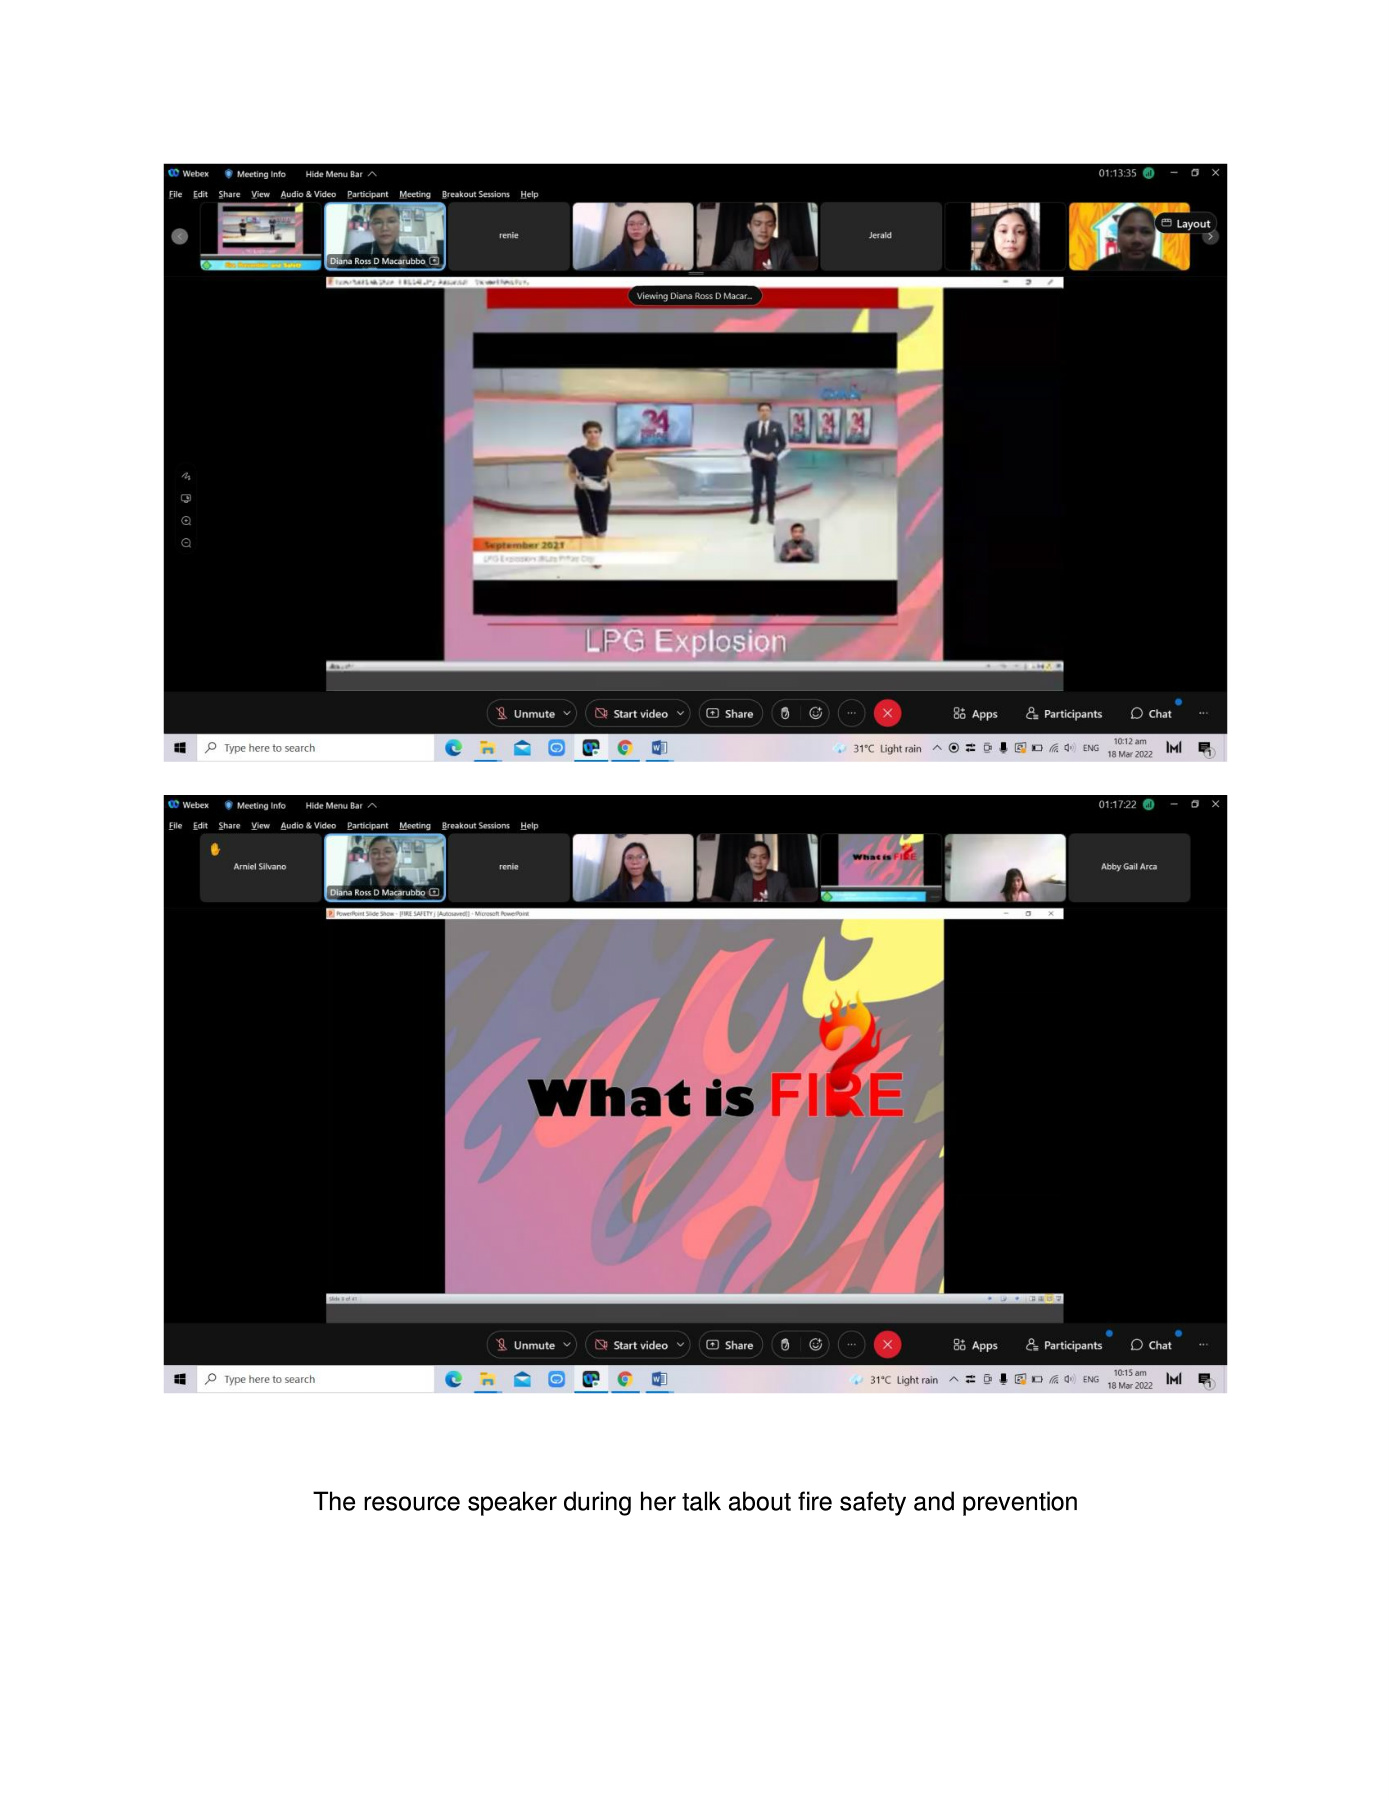 Webex Meeting Info Hide Menu Bar 01:13:35
File Edit Share View Audio & Video Participant Meeting Breakout Sessions Help
Diana Ross D Macarubbo
renie
Jerald
Layout
Viewing Diana Ross D Macar...
September 2021
LPG Explosion
Unmute Start video Share Apps Participants Chat
Type here to search 31°C Light rain ENG 10:12 am
18 Mar 2022
Webex Meeting Info Hide Menu Bar 01:17:22
File Edit Share View Audio & Video Participant Meeting Breakout Sessions Help
Arniel Silvano
Diana Ross D Macarubbo
renie
What is FIRE
Abby Gail Arca
PowerPoint Slide Show - [FIRE SAFETY ; [Autosaved]] - Microsoft PowerPoint
What is FIRE
Unmute Start video Share Apps Participants Chat
Type here to search 31°C Light rain ENG 10:15 am
18 Mar 2022
The resource speaker during her talk about fire safety and prevention